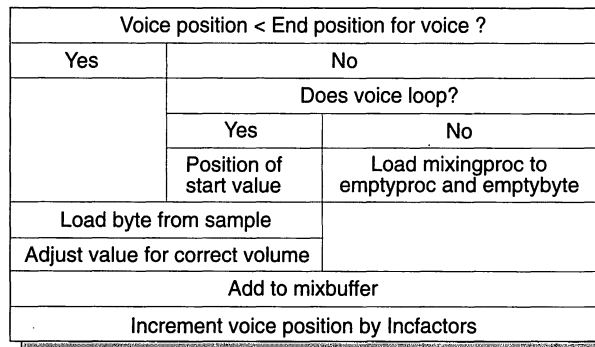 Voice position < End position for voice ?
Yes No
Does voice loop?
Yes No
Position of
start value
Load mixingproc to
emptyproc and emptybyte
Load byte from sample
Adjust value for correct volume
Add to mixbuffer
Increment voice position by Incfactors